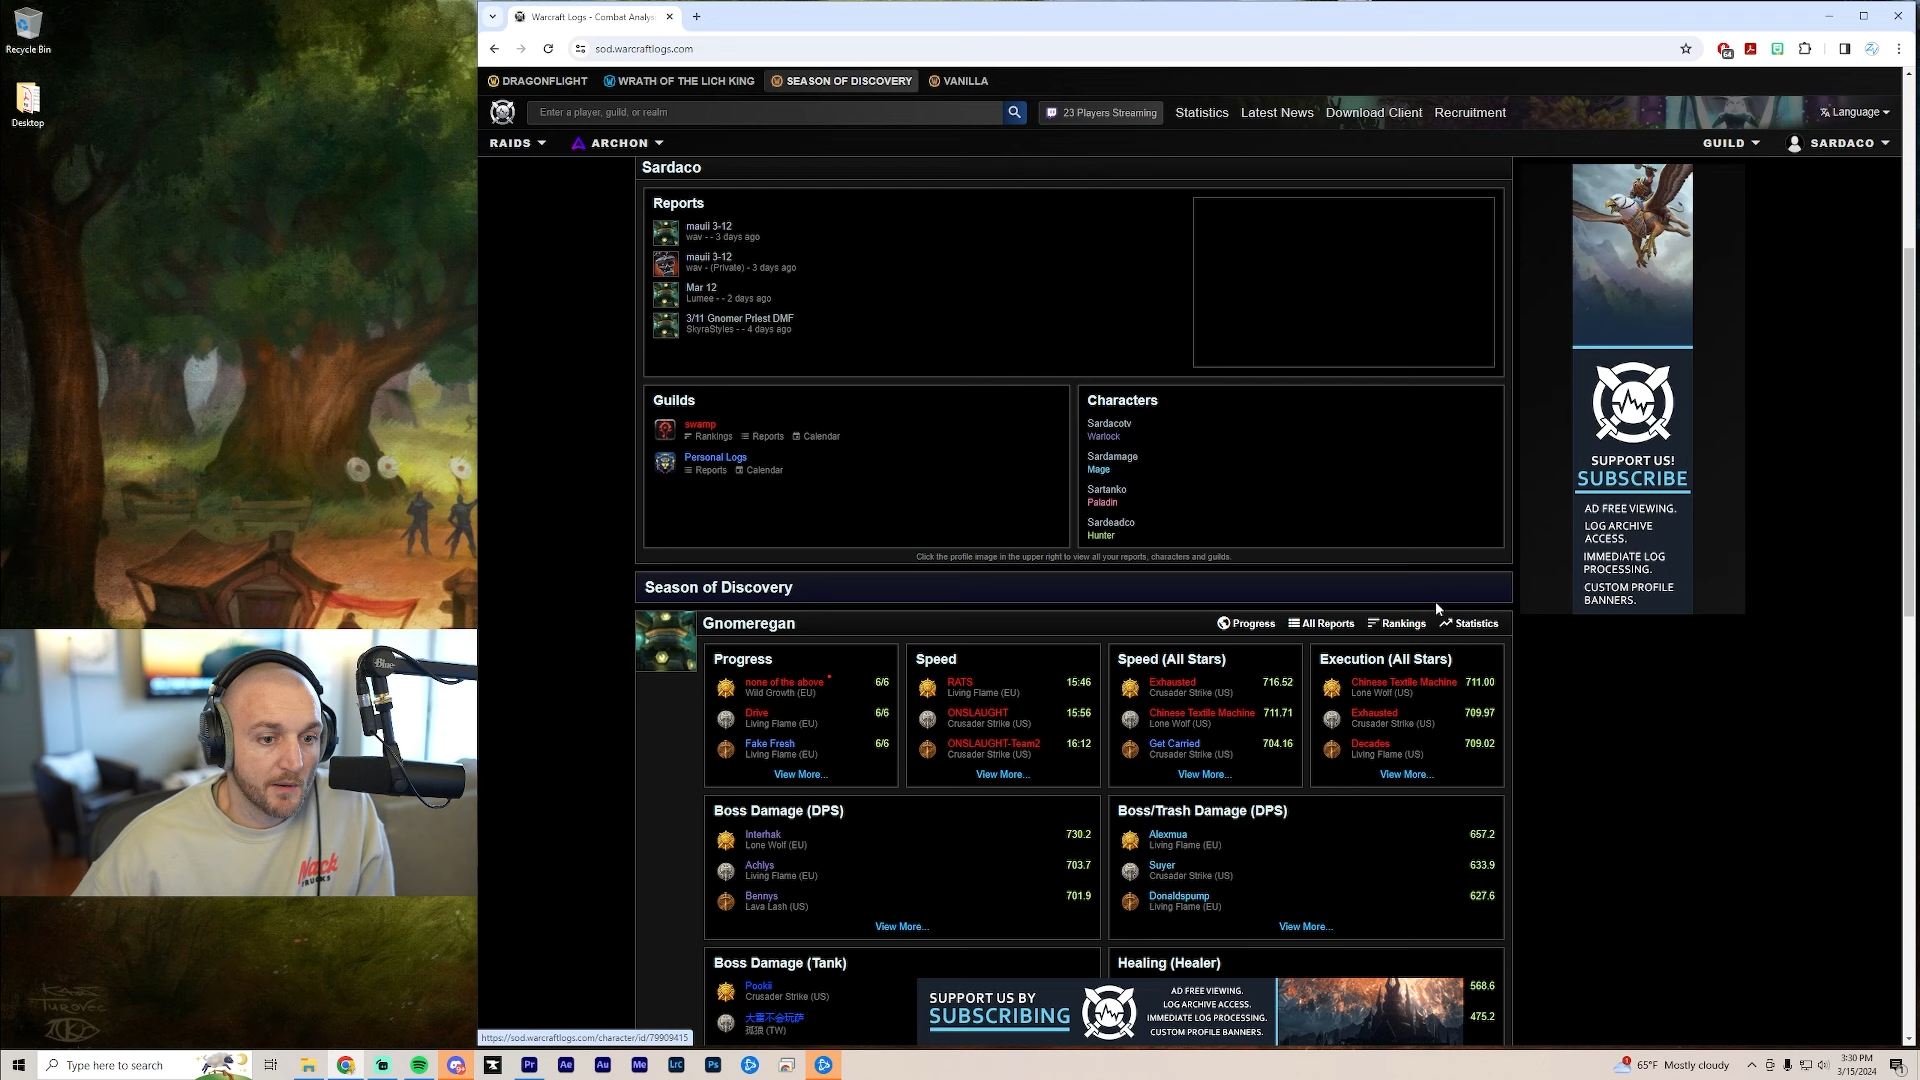 Recycle Bin
Desktop
Warcraft Logs - Combat Analys
sod.warcraftlogs.com
64
DRAGONFLIGHT
WRATH OF THE LICH KING
SEASON OF DISCOVERY
VANILLA
Enter a player, guild, or realm
23 Players Streaming
Statistics
Latest News
Download Client
Recruitment
Language
RAIDS
ARCHON
GUILD
SARDACO
Sardaco
Reports
mauii 3-12
wav - - 3 days ago
mauii 3-12
wav - (Private) - 3 days ago
Mar 12
Lumee - - 2 days ago
3/11 Gnomer Priest DMF
SkyraStyles - - 4 days ago
Guilds
swamp
Rankings Reports Calendar
Personal Logs
Reports Calendar
Characters
Sardacotv
Warlock
Sardamage
Mage
Sartanko
Paladin
Sardeadco
Hunter
Click the profile image in the upper right to view all your reports, characters and guilds.
SUPPORT US!
SUBSCRIBE
AD FREE VIEWING.
LOG ARCHIVE
ACCESS.
IMMEDIATE LOG
PROCESSING.
CUSTOM PROFILE
BANNERS.
Season of Discovery
Gnomeregan
Progress All Reports Rankings Statistics
Progress
none of the above * 6/6
Wild Growth (EU)
Drive 6/6
Living Flame (EU)
Fake Fresh 6/6
Living Flame (EU)
View More...
Speed
RATS 15:46
Living Flame (EU)
ONSLAUGHT 15:56
Crusader Strike (US)
ONSLAUGHT-Team2 16:12
Crusader Strike (US)
View More...
Speed (All Stars)
Exhausted 716.52
Crusader Strike (US)
Chinese Textile Machine 711.71
Lone Wolf (US)
Get Carried 704.16
Crusader Strike (US)
View More...
Execution (All Stars)
Chinese Textile Machine 711.00
Lone Wolf (US)
Exhausted 709.97
Crusader Strike (US)
Decades 709.02
Living Flame (US)
View More...
Boss Damage (DPS)
Interhak 730.2
Lone Wolf (EU)
Achlys 703.7
Living Flame (EU)
Bennys 701.9
Lava Lash (US)
View More...
Boss/Trash Damage (DPS)
Alexmua 657.2
Living Flame (EU)
Suyer 633.9
Crusader Strike (US)
Donaldspump 627.6
Living Flame (EU)
View More...
Boss Damage (Tank)
Pookii
Crusader Strike (US)
(TW)
Healing (Healer)
568.6
475.2
SUPPORT US BY
SUBSCRIBING
AD FREE VIEWING.
LOG ARCHIVE ACCESS.
IMMEDIATE LOG PROCESSING.
CUSTOM PROFILE BANNERS.
https://sod.warcraftlogs.com/character/id/79909415
Blue
Nack
TRUCKS
KAREZ
TUROVEC
Type here to search
Pr
Ae
Au
Me
Lrc
Ps
65°F Mostly cloudy
3:30 PM
3/15/2024